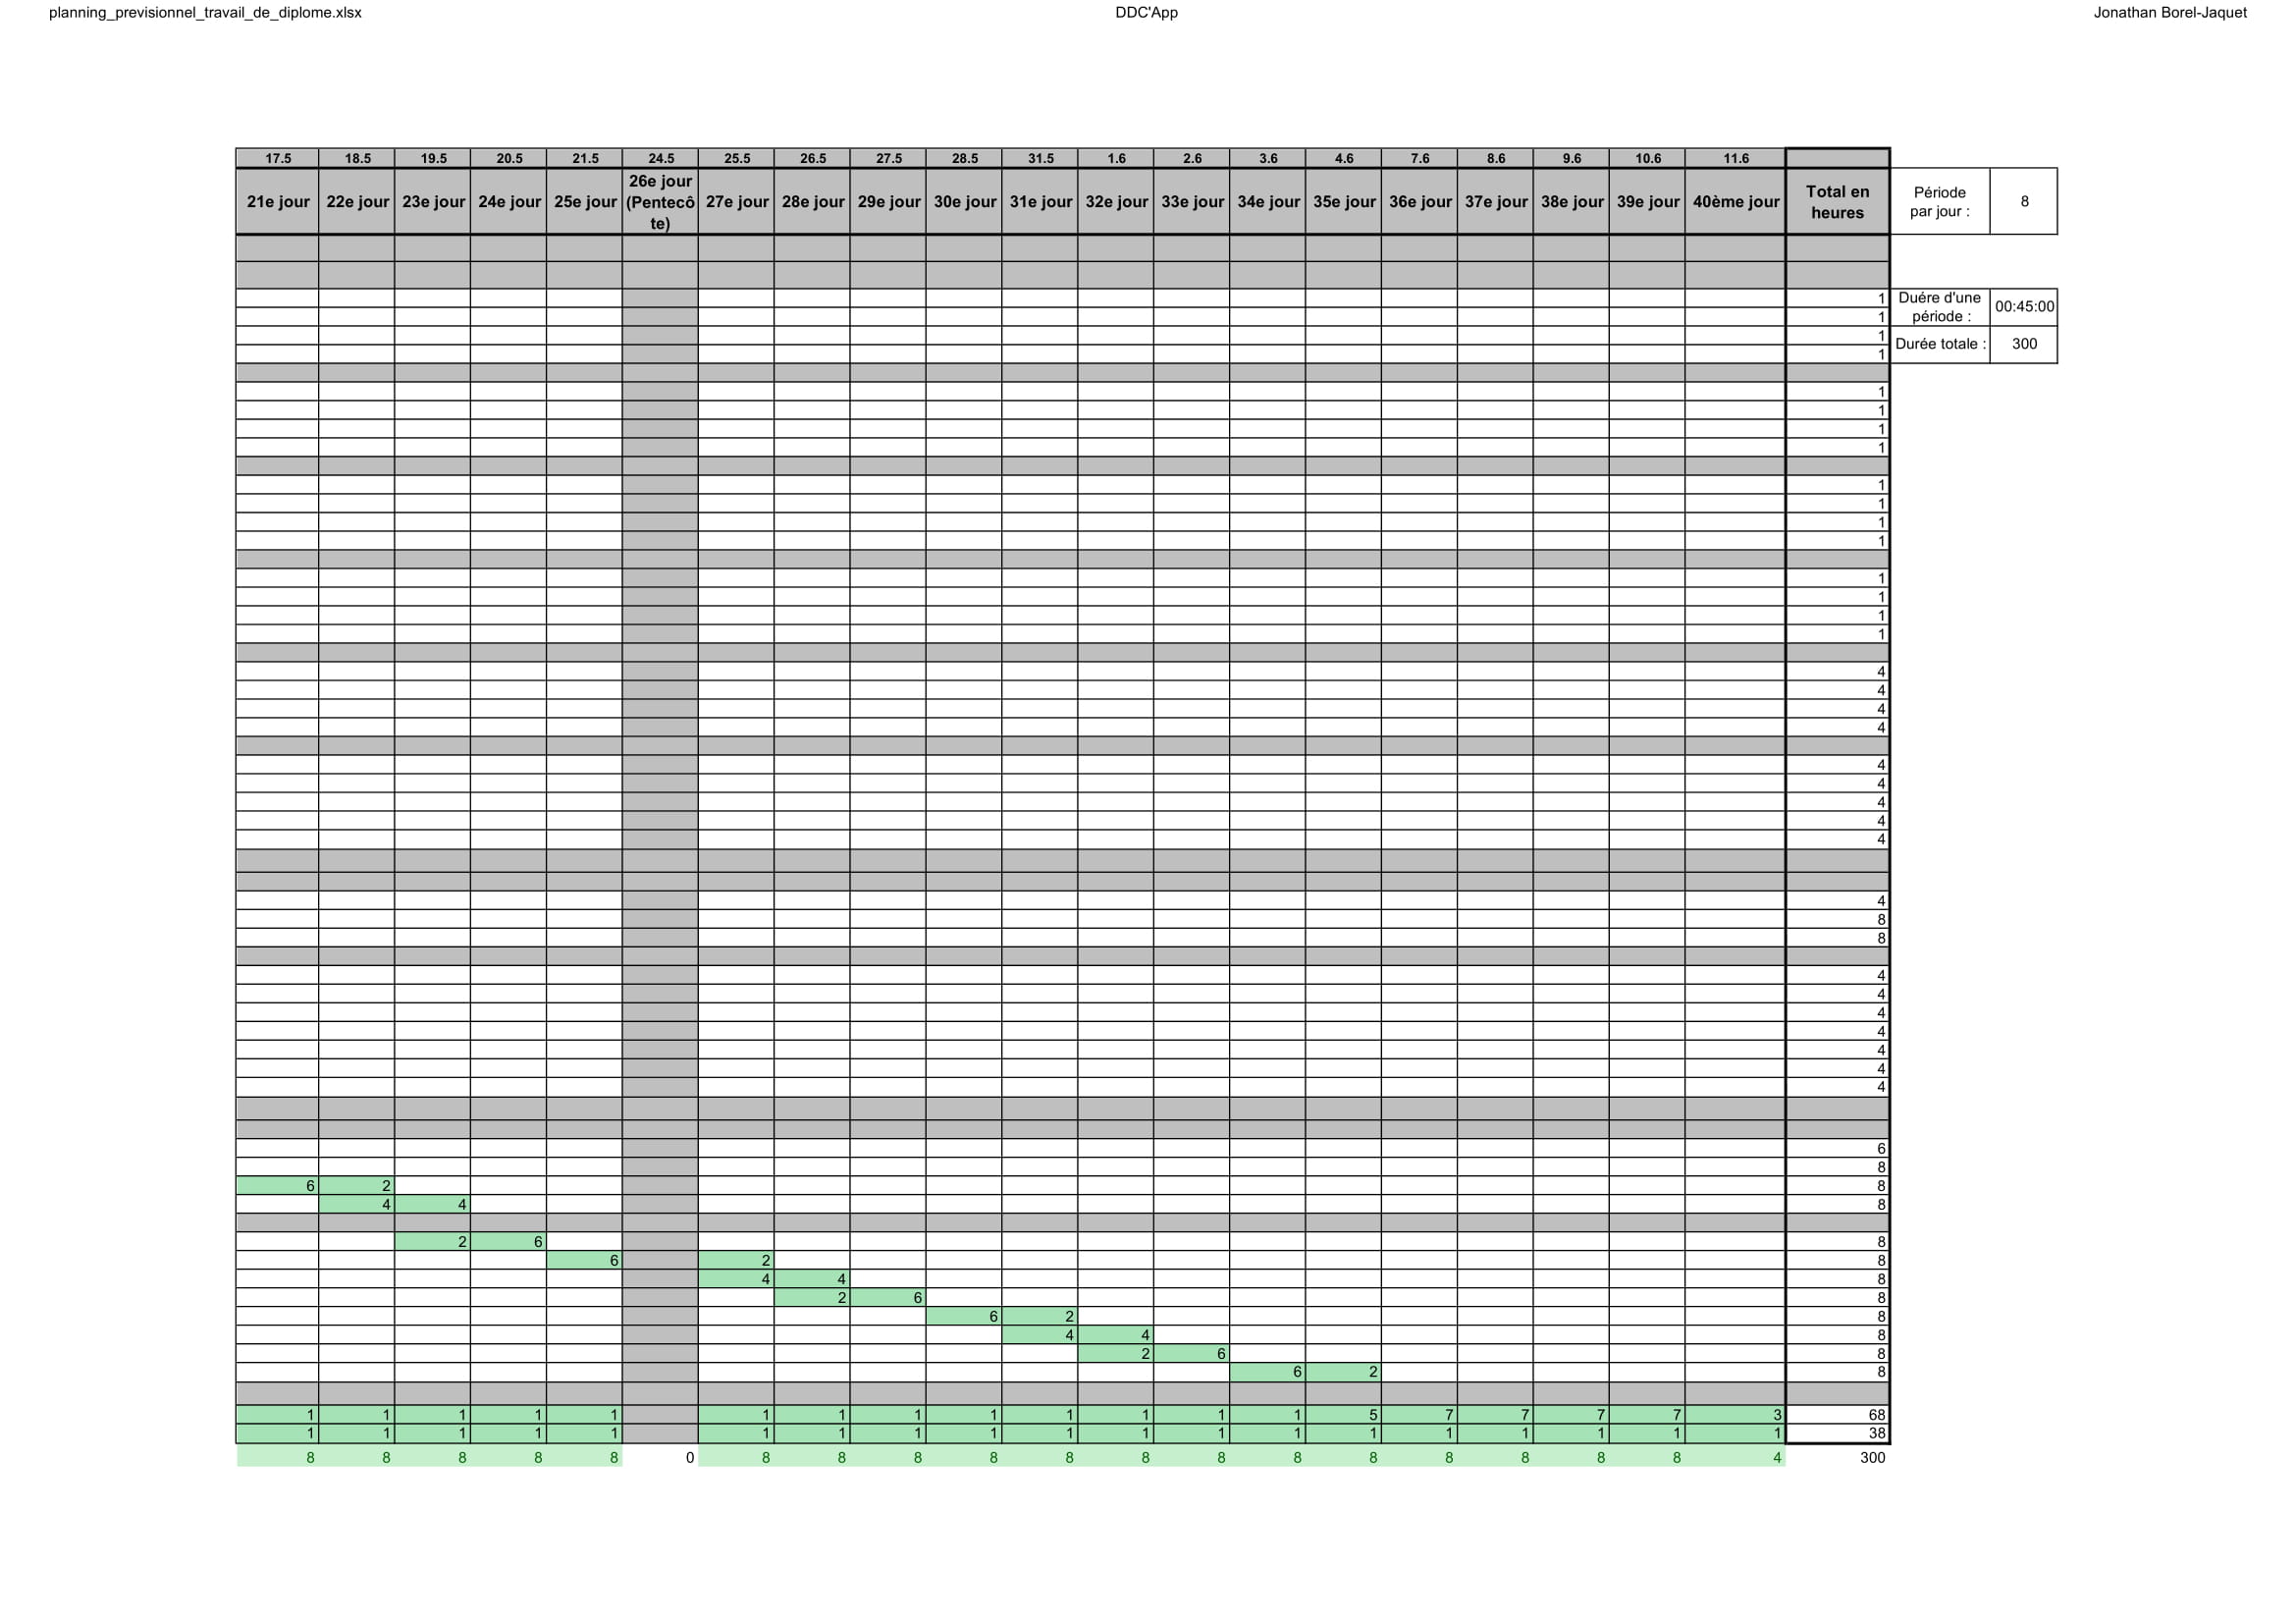 planning_previsionnel_travail_de_diplome.xlsx DDC'App Jonathan Borel-Jaquet
17.5 18.5 19.5 20.5 21.5 24.5 25.5 26.5 27.5 28.5 31.5 1.6 2.6 3.6 4.6 7.6 8.6 9.6 10.6 11.6
21e jour 22e jour 23e jour 24e jour 25e jour 26e jour (Pentecôte) 27e jour 28e jour 29e jour 30e jour 31e jour 32e jour 33e jour 34e jour 35e jour 36e jour 37e jour 38e jour 39e jour 40ème jour Total en heures Période par jour : 8
1 Duére d'une période : 00:45:00
1
1 Durée totale : 300
1
1
1
1
1
1
1
1
1
1
1
1
1
4
4
4
4
4
4
4
4
4
4
8
8
4
4
4
4
4
4
4
6
8
6 2 8
4 4 8
2 6 8
6 2 8
4 4 8
2 6 8
6 2 8
4 4 8
2 6 8
6 2 8
1 1 1 1 1 1 1 1 1 1 1 1 1 5 7 7 7 7 3 68
1 1 1 1 1 1 1 1 1 1 1 1 1 1 1 1 1 1 1 38
8 8 8 8 8 0 8 8 8 8 8 8 8 8 8 8 8 8 8 4 300